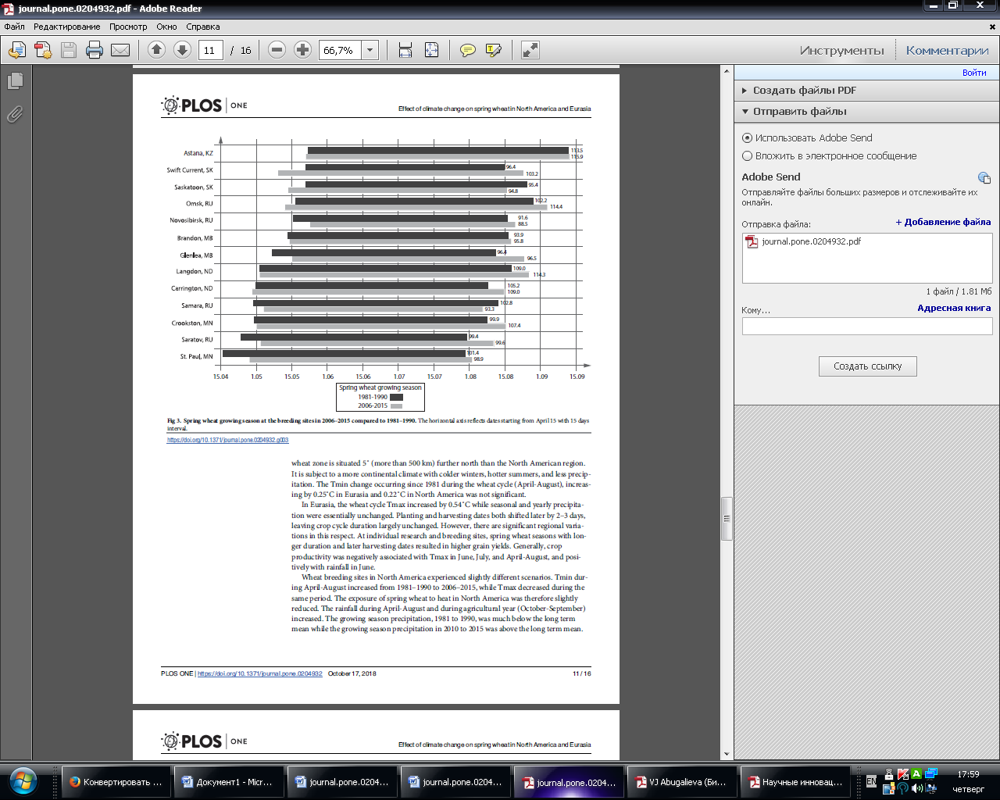 journal.pone.0204932.pdf - Adobe Reader
Файл Редактирование Просмотр Окно Справка
11 / 16 66,7% Инструменты Комментарии
Войти
Создать файлы PDF
Отправить файлы
Использовать Adobe Send
Вложить в электронное сообщение
Adobe Send
Отправляйте файлы больших размеров и отслеживайте их
онлайн.
Отправка файла: + Добавление файла
journal.pone.0204932.pdf
1 файл / 1.81 Мб
Кому... Адресная книга
Создать ссылку
PLOS ONE Effect of climate change on spring wheat in North America and Eurasia
Astana, KZ 113.5
115.9
Swift Current, SK 96.4
103.2
Saskatoon, SK 95.4
94.8
Omsk, RU 102.2
114.4
Novosibirsk, RU 91.6
88.5
Brandon, MB 93.9
95.8
Glenlea, MB 96.4
96.5
Langdon, ND 109.0
114.3
Carrington, ND 105.2
109.0
Samara, RU 102.8
93.3
Crookston, MN 99.9
107.4
Saratov, RU 99.4
99.6
St. Paul, MN 101.4
98.9
15.04 1.05 15.05 1.06 15.06 1.07 15.07 1.08 15.08 1.09 15.09
Spring wheat growing season
1981-1990
2006-2015
Fig 3. Spring wheat growing season at the breeding sites in 2006–2015 compared to 1981–1990. The horizontal axis reflects dates starting from April 15 with 15 days
interval.
https://doi.org/10.1371/journal.pone.0204932.g003
wheat zone is situated 5˚ (more than 500 km) further north than the North American region.
It is subject to a more continental climate with colder winters, hotter summers, and less precip-
itation. The Tmin change occurring since 1981 during the wheat cycle (April-August), increas-
ing by 0.25˚C in Eurasia and 0.22˚C in North America was not significant.
In Eurasia, the wheat cycle Tmax increased by 0.54˚C while seasonal and yearly precipita-
tion were essentially unchanged. Planting and harvesting dates both shifted later by 2–3 days,
leaving crop cycle duration largely unchanged. However, there are significant regional varia-
tions in this respect. At individual research and breeding sites, spring wheat seasons with lon-
ger duration and later harvesting dates resulted in higher grain yields. Generally, crop
productivity was negatively associated with Tmax in June, July, and April-August, and posi-
tively with rainfall in June.
Wheat breeding sites in North America experienced slightly different scenarios. Tmin dur-
ing April-August increased from 1981–1990 to 2006–2015, while Tmax decreased during the
same period. The exposure of spring wheat to heat in North America was therefore slightly
reduced. The rainfall during April-August and during agricultural year (October-September)
increased. The growing season precipitation, 1981 to 1990, was much below the long term
mean while the growing season precipitation in 2010 to 2015 was above the long term mean.
PLOS ONE | https://doi.org/10.1371/journal.pone.0204932 October 17, 2018 11 / 16
PLOS ONE Effect of climate change on spring wheat in North America and Eurasia
Конвертировать ... Документ1 - Micr... journal.pone.0204... journal.pone.0204... journal.pone.0204... VJ Abugalieva (Би... Научные инновац... EN 17:59
четверг